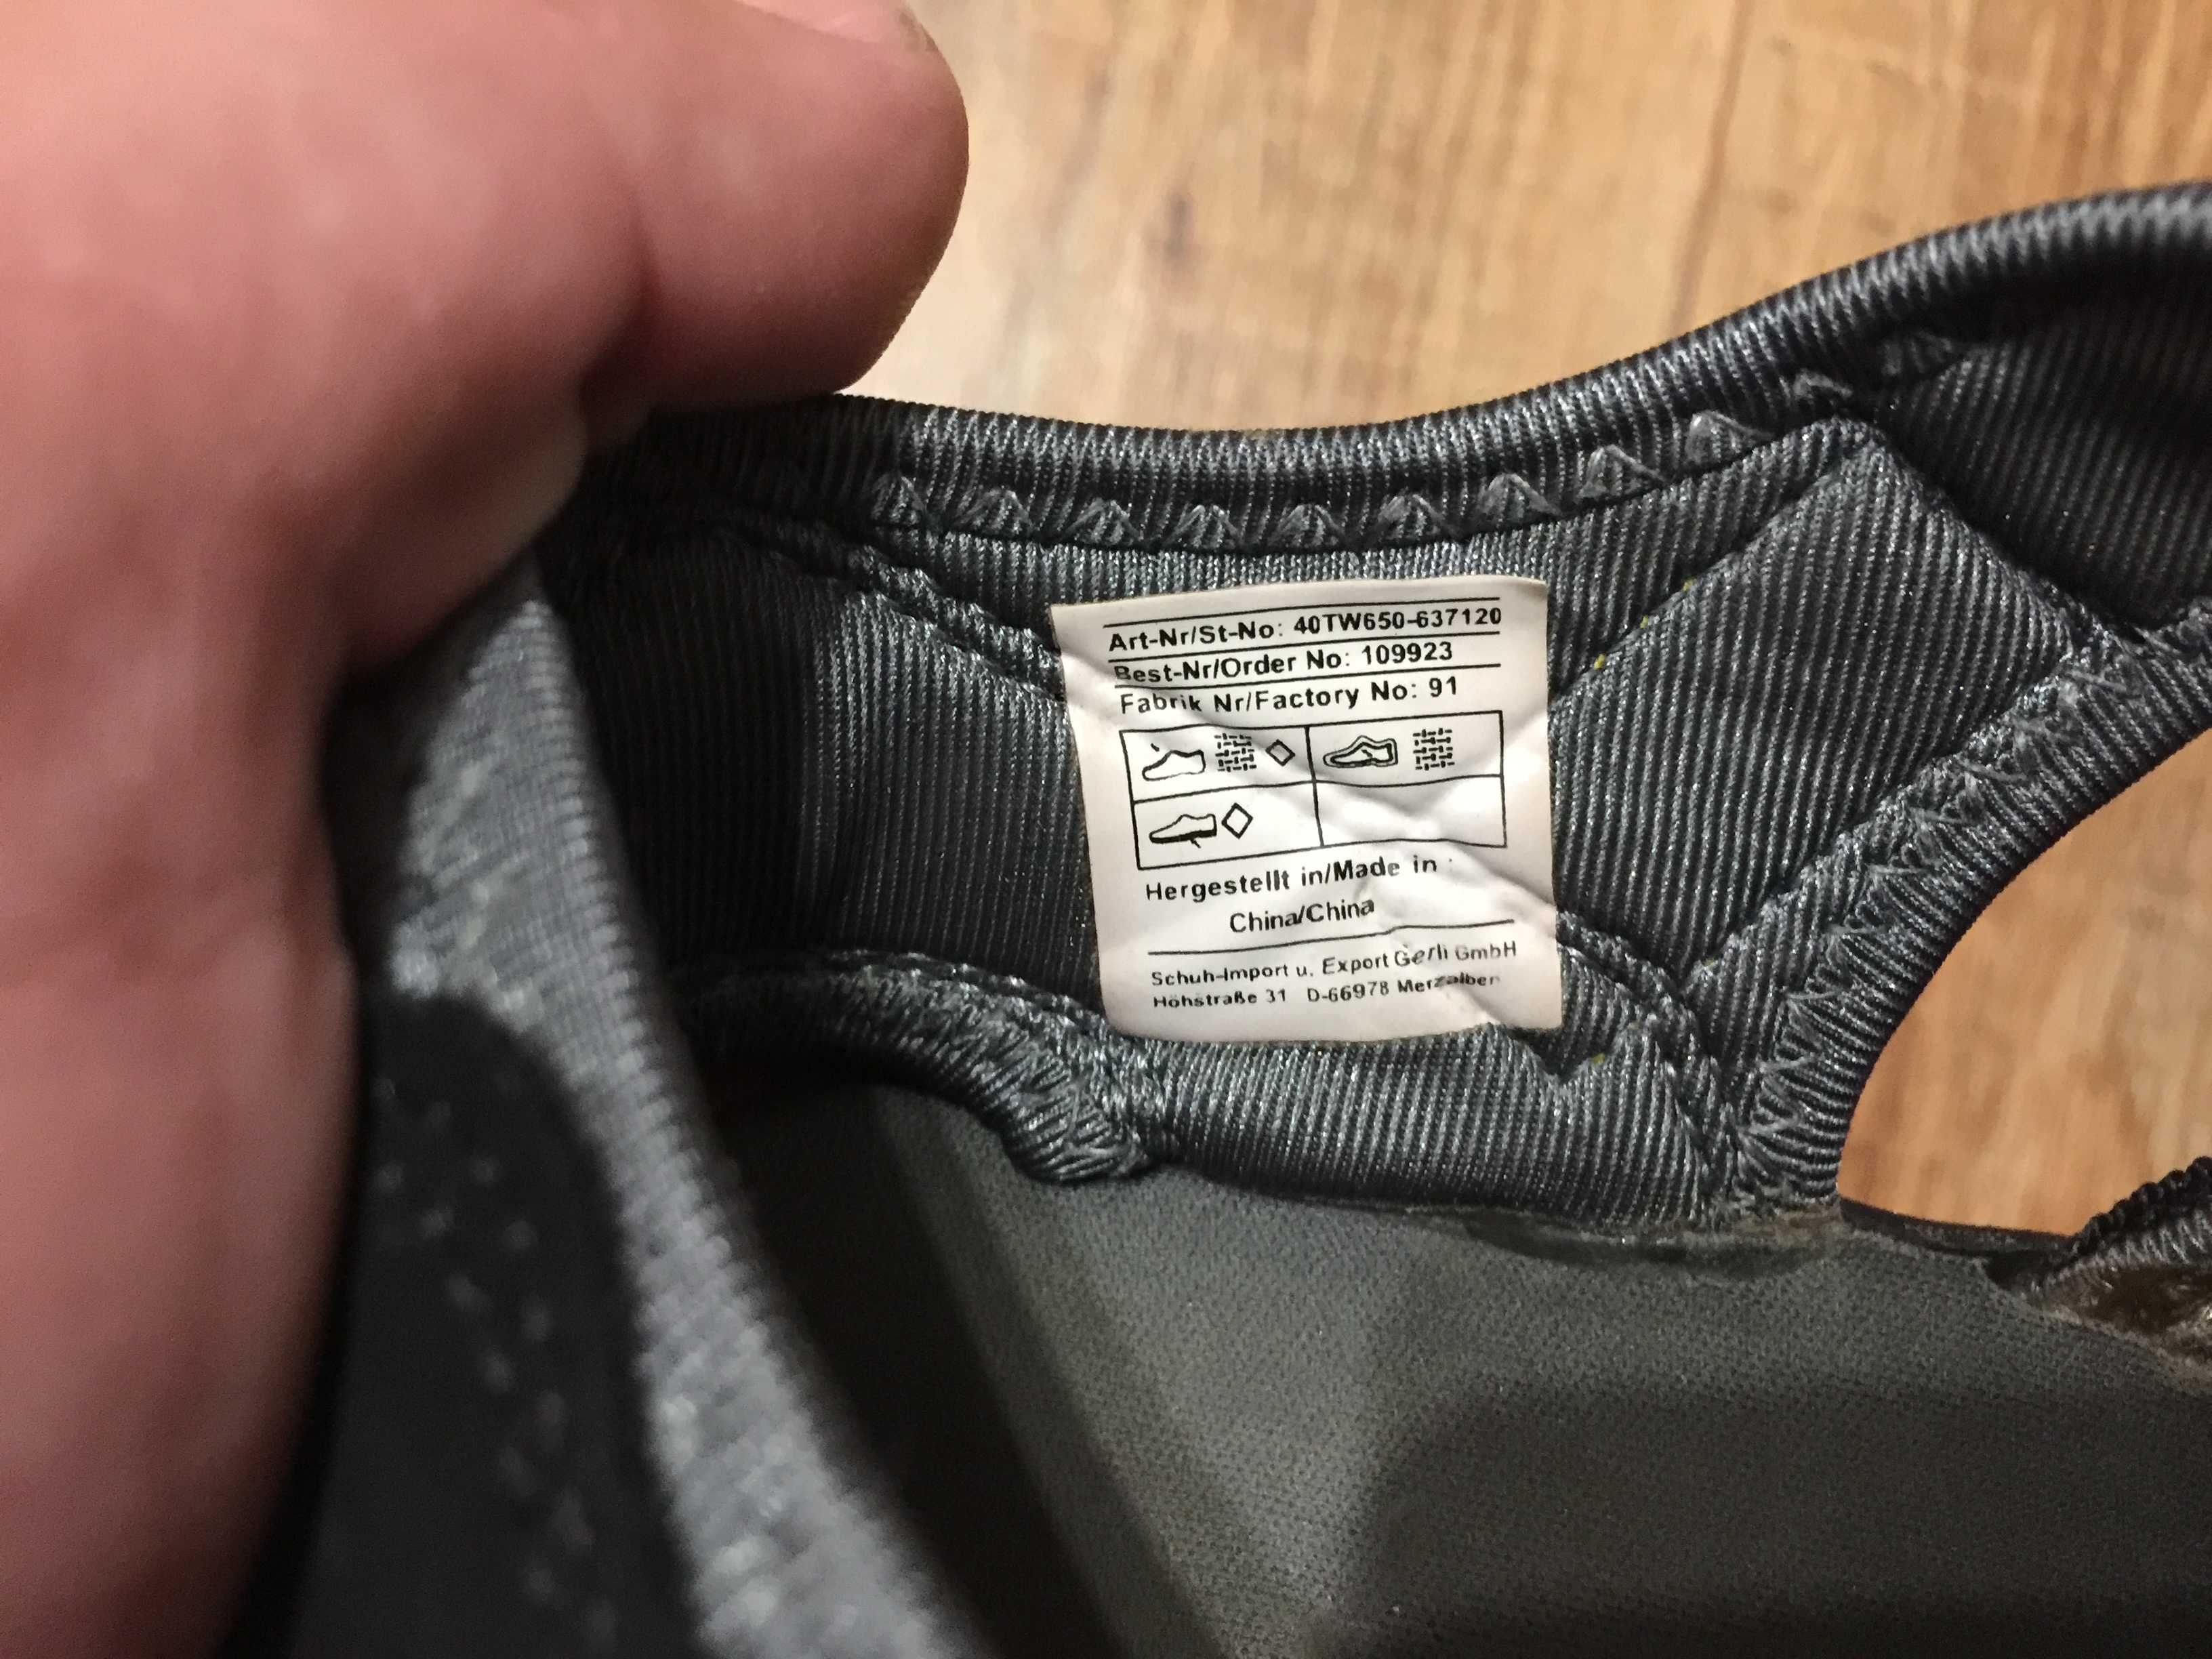 Art-Nr/St-No: 40TW650-637120
Best-Nr/Order No: 109923
Fabrik Nr/Factory No: 91
Hergestellt in/Made in
China/China
Schuh-Import u. Export Gerli GmbH
Höhstraße 31 D-66978 Merzalben